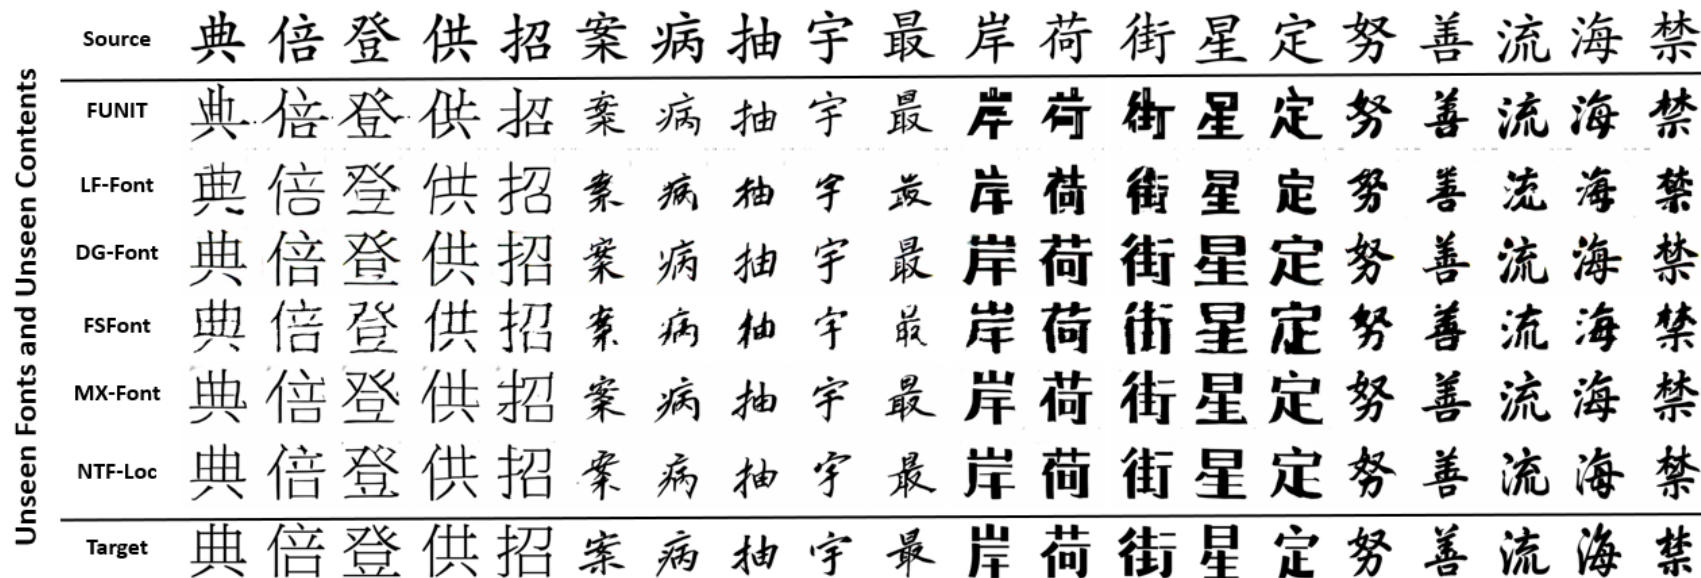 Unseen Fonts and Unseen Contents
Source 典 倍 登 供 招 案 病 抽 宇 最 岸 荷 街 星 定 努 善 流 海 禁
FUNIT 典 倍 登 供 招 案 病 抽 宇 最 岸 荷 街 星 定 努 善 流 海 禁
LF-Font 典 倍 登 供 招 案 病 抽 宇 最 岸 荷 街 星 定 努 善 流 海 禁
DG-Font 典 倍 登 供 招 案 病 抽 宇 最 岸 荷 街 星 定 努 善 流 海 禁
FSFont 典 倍 登 供 招 案 病 抽 宇 最 岸 荷 街 星 定 努 善 流 海 禁
MX-Font 典 倍 登 供 招 案 病 抽 宇 最 岸 荷 街 星 定 努 善 流 海 禁
NTF-Loc 典 倍 登 供 招 案 病 抽 宇 最 岸 荷 街 星 定 努 善 流 海 禁
Target 典 倍 登 供 招 案 病 抽 宇 最 岸 荷 街 星 定 努 善 流 海 禁